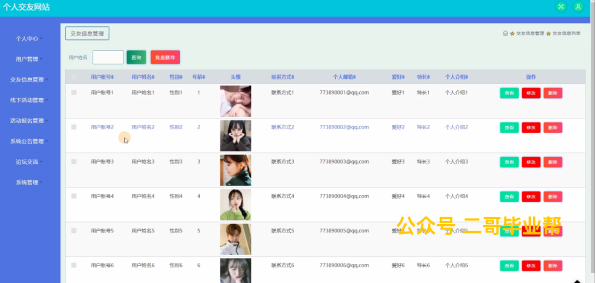 个人交友网站
个人中心
用户管理
交友信息管理
线下活动管理
活动报名管理
系统公告管理
论坛交流
系统管理
交友信息管理
交友信息管理 交友信息列表
用户姓名 查询 批量删除
用户账号 用户姓名 性别 年龄 头像 联系方式 个人邮箱 爱好 特长 个人介绍 操作
用户账号1 用户姓名1 性别1 1 联系方式1 773890001@qq.com 爱好1 特长1 个人介绍1 查看 修改 删除
用户账号2 用户姓名2 性别2 2 联系方式2 773890002@qq.com 爱好2 特长2 个人介绍2 查看 修改 删除
用户账号3 用户姓名3 性别3 3 联系方式3 773890003@qq.com 爱好3 特长3 个人介绍3 查看 修改 删除
用户账号4 用户姓名4 性别4 4 联系方式4 773890004@qq.com 爱好4 特长4 个人介绍4 查看 修改 删除
用户账号5 用户姓名5 性别5 5 联系方式5 773890005@qq.com 爱好5 特长5 个人介绍5 查看 修改 删除
用户账号6 用户姓名6 性别6 6 联系方式6 773890006@qq.com 爱好6 特长6 个人介绍6 查看 修改 删除
公众号 二哥毕业帮